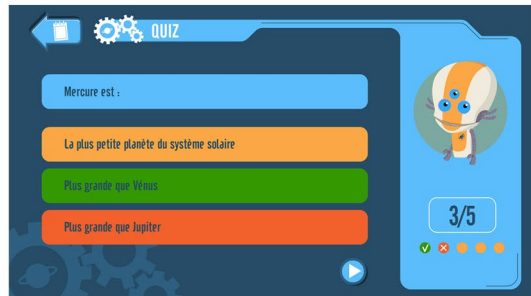 QUIZ
Mercure est :
La plus petite planète du système solaire
Plus grande que Vénus
Plus grande que Jupiter
3/5